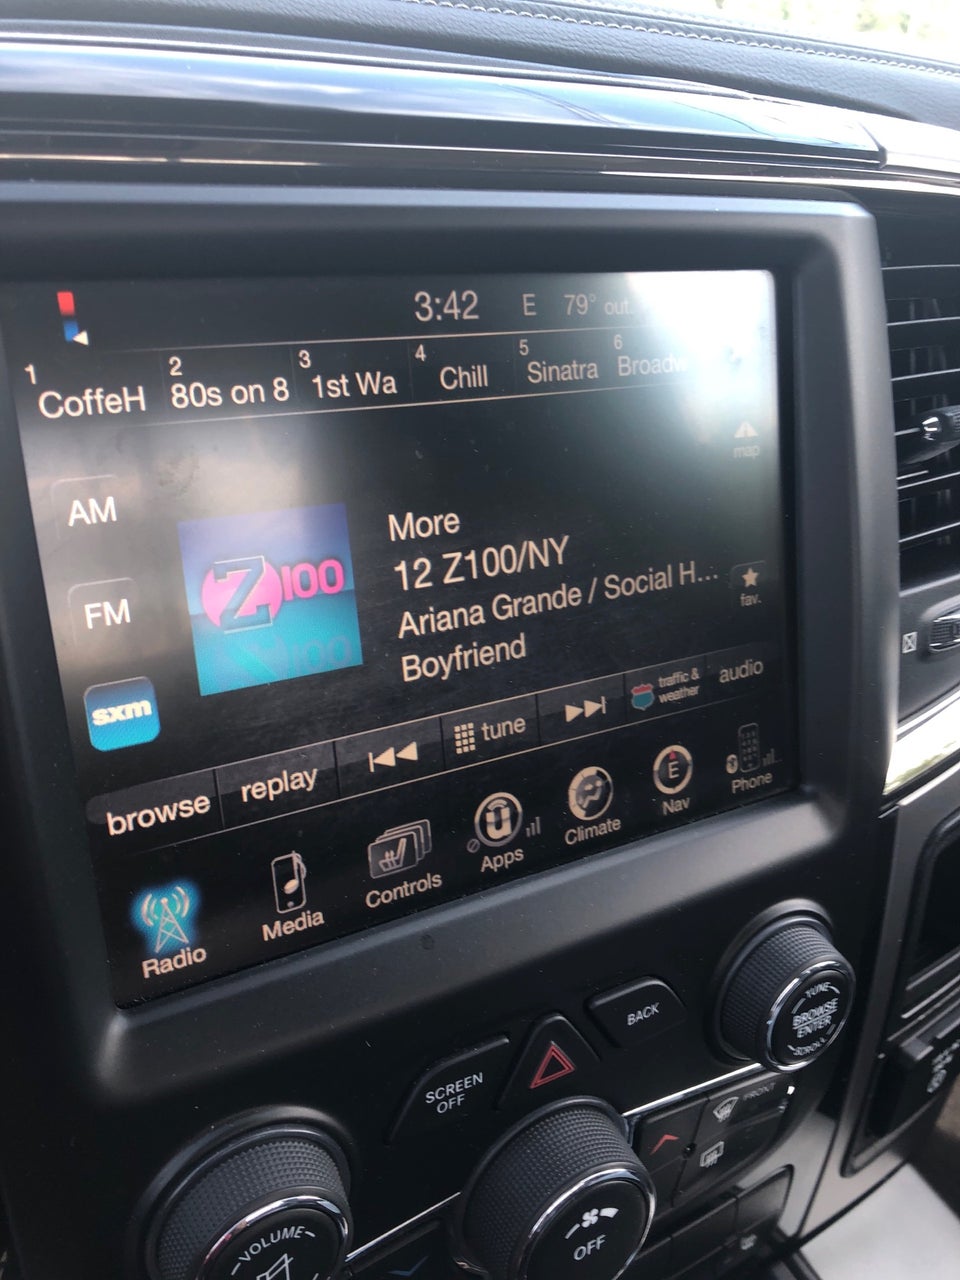 3:42 E 79° out.
1 2 3 4 5 6
CoffeH 80s on 8 1st Wa Chill Sinatra Broadw
map
AM
FM
sxm
Z100
More
12 Z100/NY
Ariana Grande / Social H...
Boyfriend
fav.
browse replay tune traffic & weather audio
Radio Media Controls Apps Climate E Nav Phone
SCREEN OFF
BACK
TUNE
BROWSE
ENTER
SCROLL
FRONT
VOLUME
OFF